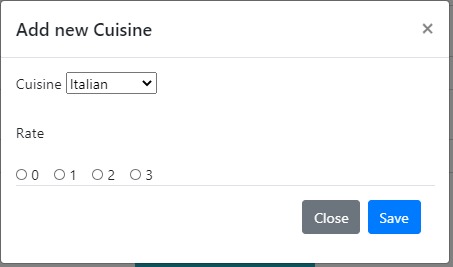 Add new Cuisine ×
Cuisine Italian
Rate
0 1 2 3
Close Save